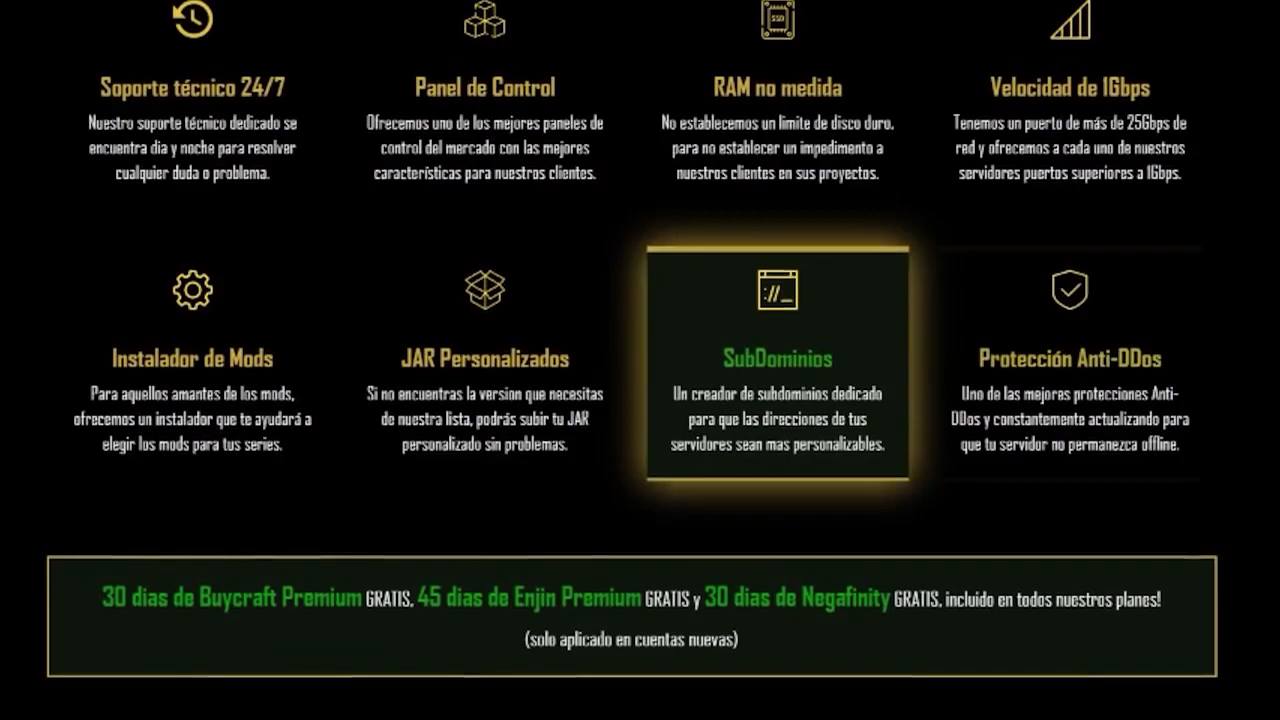 SSD
Soporte técnico 24/7
Nuestro soporte técnico dedicado se
encuentra dia y noche para resolver
cualquier duda o problema.
Panel de Control
Ofrecemos uno de los mejores paneles de
control del mercado con las mejores
características para nuestros clientes.
RAM no medida
No establecemos un limite de disco duro,
para no establecer un impedimento a
nuestros clientes en sus proyectos.
Velocidad de 1Gbps
Tenemos un puerto de más de 25Gbps de
red y ofrecemos a cada uno de nuestros
servidores puertos superiores a 1Gbps.
Instalador de Mods
Para aquellos amantes de los mods,
ofrecemos un instalador que te ayudará a
elegir los mods para tus series.
JAR Personalizados
Si no encuentras la version que necesitas
de nuestra lista, podrás subir tu JAR
personalizado sin problemas.
://_
SubDominios
Un creador de subdominios dedicado
para que las direcciones de tus
servidores sean mas personalizables.
Protección Anti-DDos
Uno de las mejores protecciones Anti-
DDos y constantemente actualizando para
que tu servidor no permanezca offline.
30 dias de Buycraft Premium GRATIS, 45 dias de Enjin Premium GRATIS y 30 dias de Negafinity GRATIS, incluido en todos nuestros planes!
(solo aplicado en cuentas nuevas)